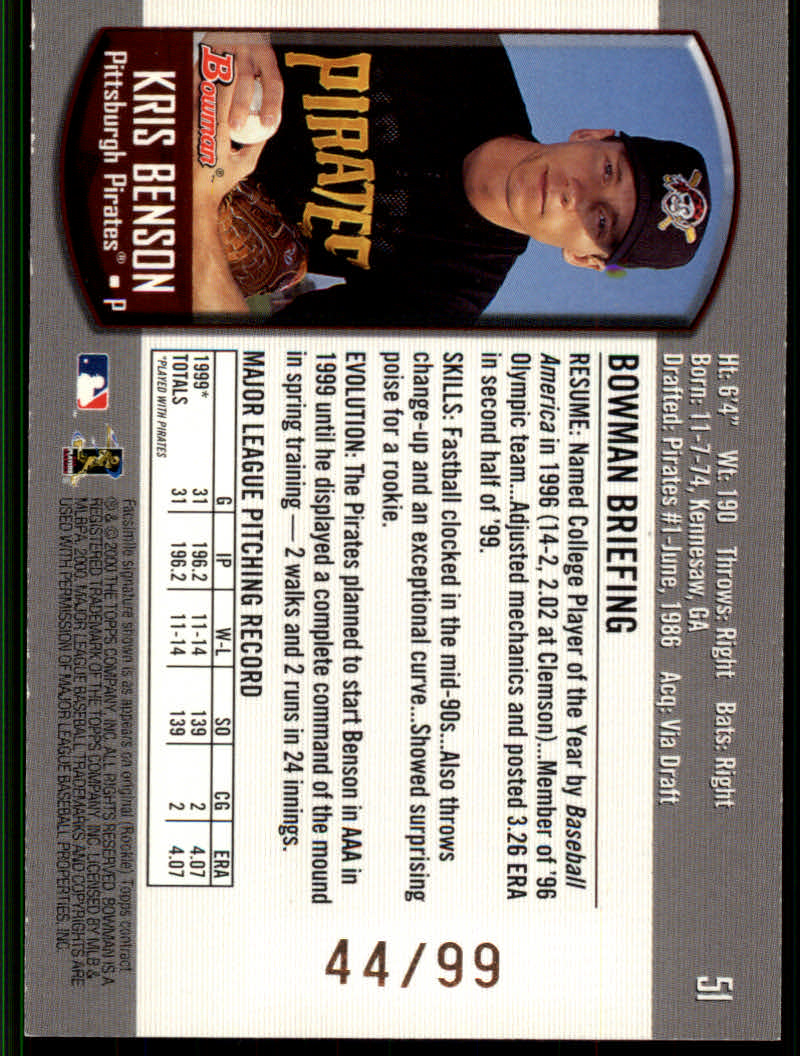 51
Ht: 6'4" Wt: 190 Throws: Right Bats: Right
Born: 11-7-74, Kennesaw, GA
Drafted: Pirates #1-June, 1986 Acq: Via Draft
PIRATES
Bowman®
KRIS BENSON
Pittsburgh Pirates® ▪ P
BOWMAN BRIEFING
RESUME: Named College Player of the Year by Baseball
America in 1996 (14-2, 2.02 at Clemson)...Member of '96
Olympic team...Adjusted mechanics and posted 3.26 ERA
in second half of '99.
SKILLS: Fastball clocked in the mid-90s...Also throws
change-up and an exceptional curve...Showed surprising
poise for a rookie.
EVOLUTION: The Pirates planned to start Benson in AAA in
1999 until he displayed a complete command of the mound
in spring training — 2 walks and 2 runs in 24 innings.
44/99
MAJOR LEAGUE PITCHING RECORD
G IP W-L SO CG ERA
1999* 31 196.2 11-14 139 2 4.07
TOTALS 31 196.2 11-14 139 2 4.07
*PLAYED WITH PIRATES
Facsimile signature shown is as appears on original (Rookie) Topps contract
® & © 2000 THE TOPPS COMPANY, INC. ALL RIGHTS RESERVED. BOWMAN IS A
REGISTERED TRADEMARK OF THE TOPPS COMPANY, INC. LICENSED BY MLB &
MLBPA, 2000. MAJOR LEAGUE BASEBALL TRADEMARKS AND COPYRIGHTS ARE
USED WITH PERMISSION OF MAJOR LEAGUE BASEBALL PROPERTIES, INC.